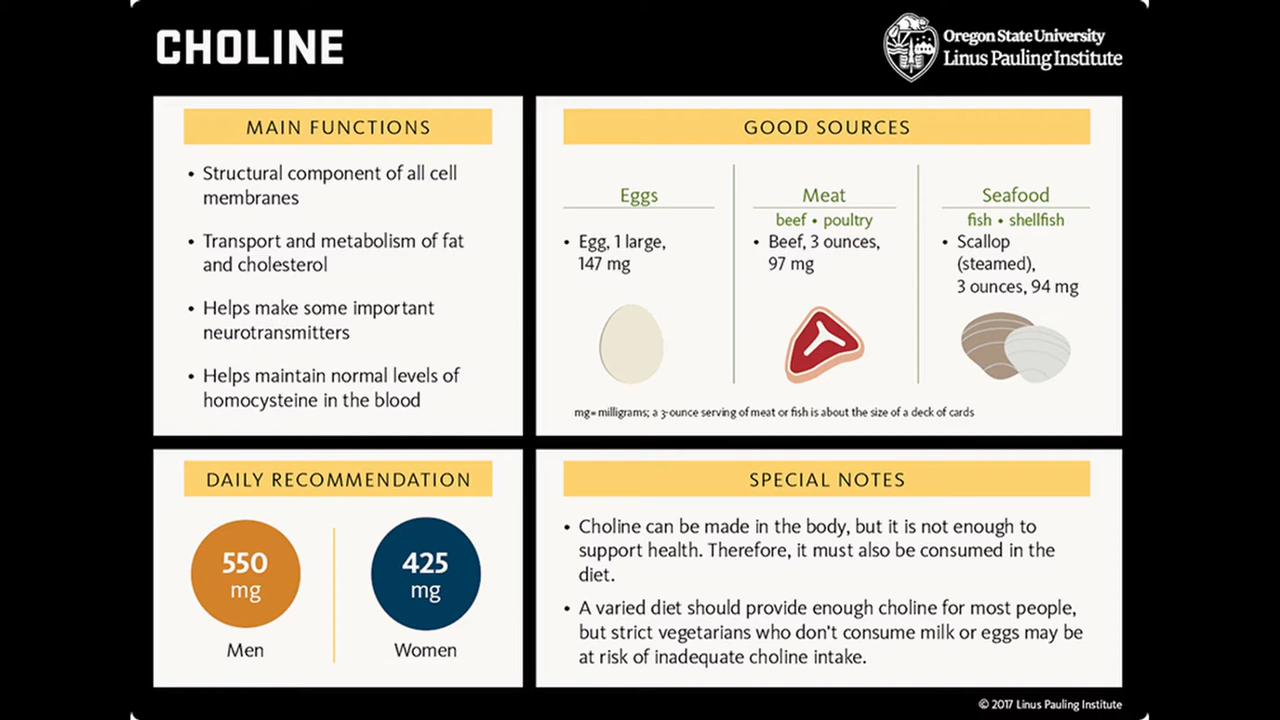 CHOLINE
Oregon State University
Linus Pauling Institute
MAIN FUNCTIONS
• Structural component of all cell
membranes
• Transport and metabolism of fat
and cholesterol
• Helps make some important
neurotransmitters
• Helps maintain normal levels of
homocysteine in the blood
GOOD SOURCES
Eggs
• Egg, 1 large,
147 mg
Meat
beef • poultry
• Beef, 3 ounces,
97 mg
Seafood
fish • shellfish
• Scallop
(steamed),
3 ounces, 94 mg
mg= milligrams; a 3-ounce serving of meat or fish is about the size of a deck of cards
DAILY RECOMMENDATION
550
mg
Men
425
mg
Women
SPECIAL NOTES
• Choline can be made in the body, but it is not enough to
support health. Therefore, it must also be consumed in the
diet.
• A varied diet should provide enough choline for most people,
but strict vegetarians who don't consume milk or eggs may be
at risk of inadequate choline intake.
© 2017 Linus Pauling Institute